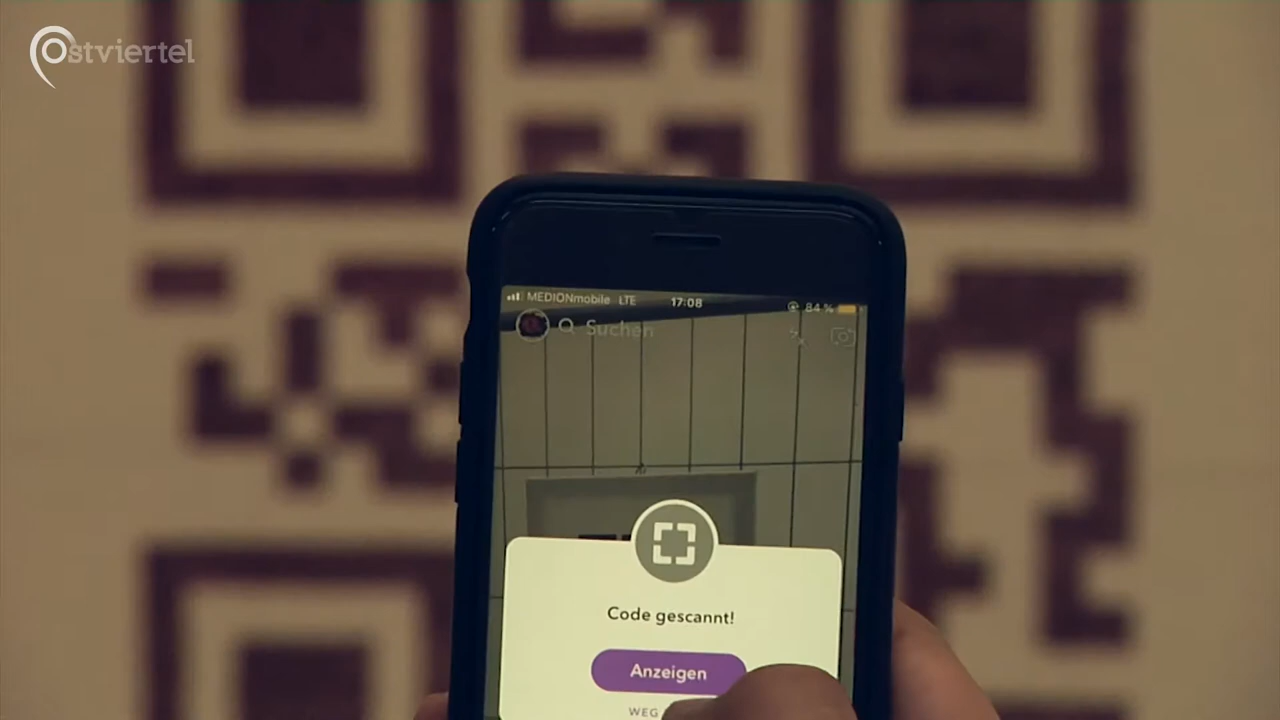 Ostviertel
MEDIONmobile LTE 17:08 84 %
Suchen
Code gescannt!
Anzeigen
WEG